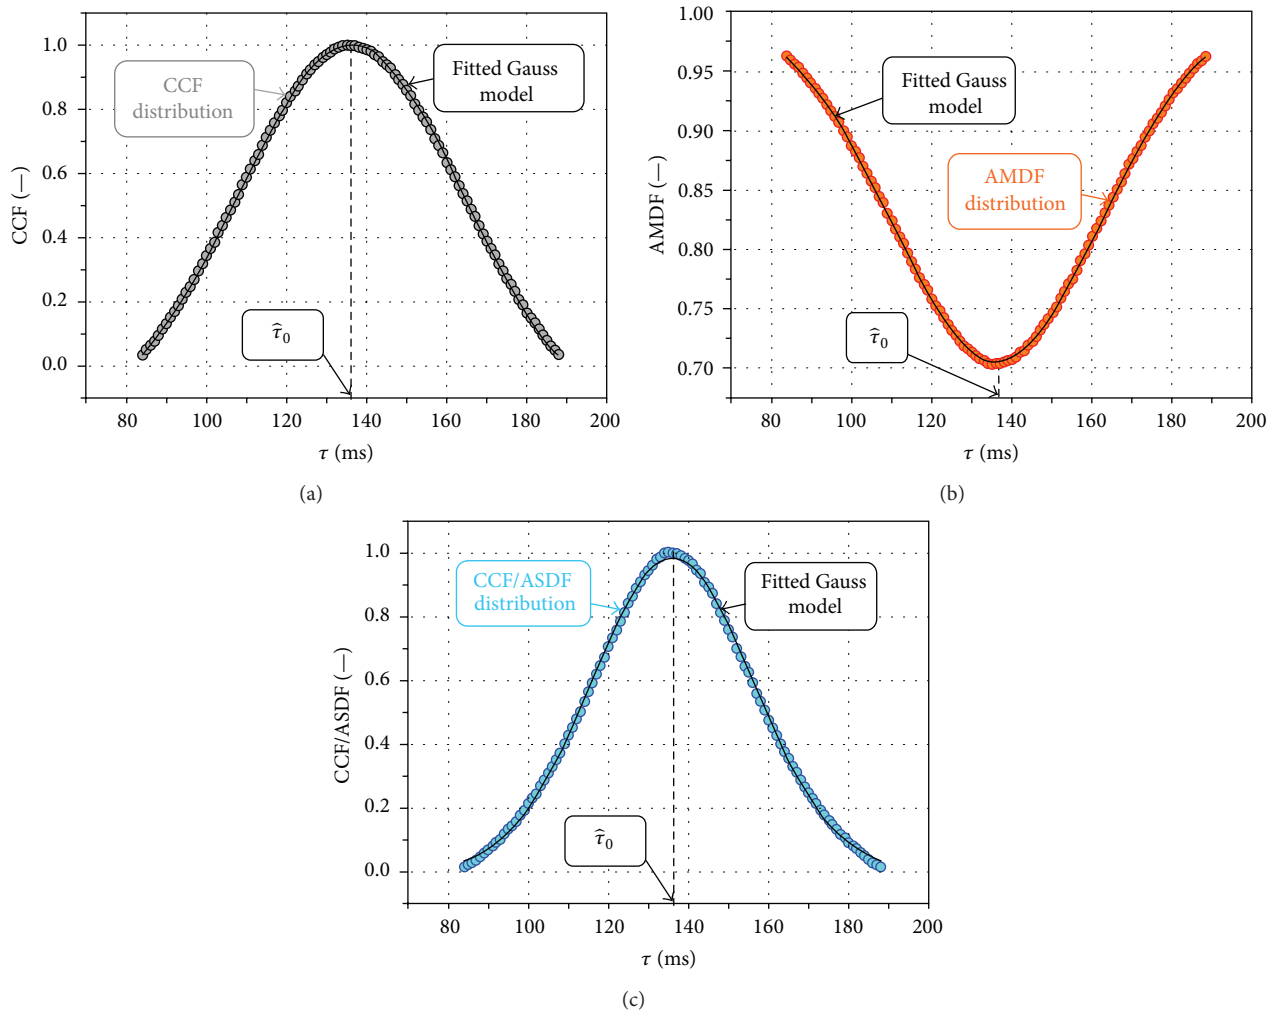 1.0
0.8
0.6
0.4
0.2
0.0
CCF (—)
CCF
distribution
Fitted Gauss
model
τ̂0
80 100 120 140 160 180 200
τ (ms)
(a)
1.00
0.95
0.90
0.85
0.80
0.75
0.70
AMDF (—)
Fitted Gauss
model
AMDF
distribution
τ̂0
80 100 120 140 160 180 200
τ (ms)
(b)
1.0
0.8
0.6
0.4
0.2
0.0
CCF/ASDF (—)
CCF/ASDF
distribution
Fitted Gauss
model
τ̂0
80 100 120 140 160 180 200
τ (ms)
(c)